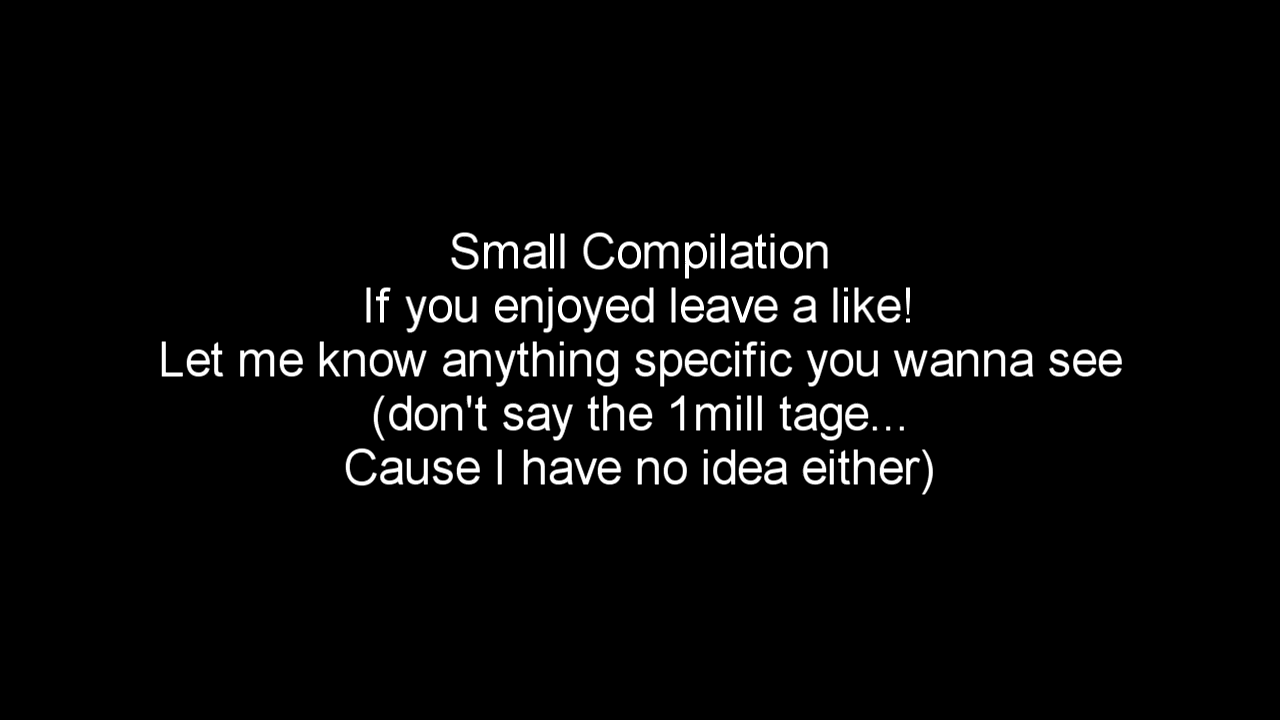 Small Compilation
If you enjoyed leave a like!
Let me know anything specific you wanna see
(don't say the 1mill tage...
Cause I have no idea either)